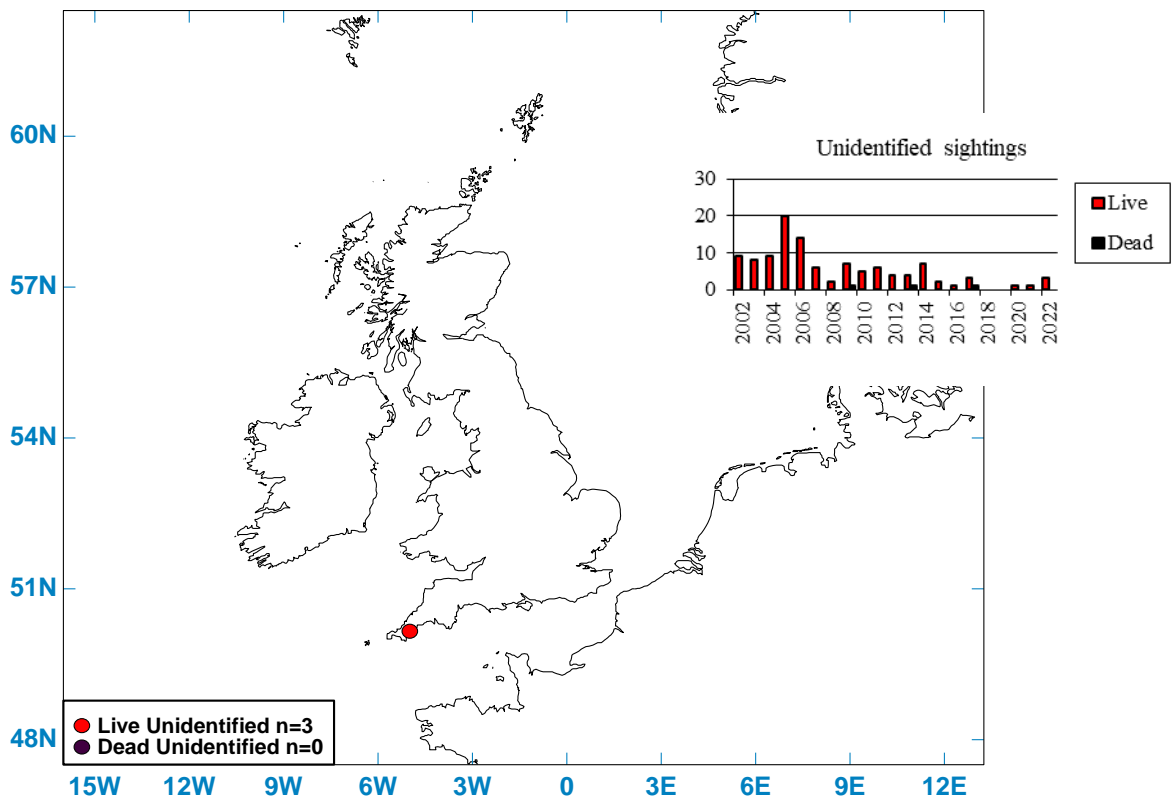 60N
57N
54N
51N
48N
15W 12W 9W 6W 3W 0 3E 6E 9E 12E
Unidentified sightings
30
20
10
0
2002 2004 2006 2008 2010 2012 2014 2016 2018 2020 2022
Live
Dead
Live Unidentified n=3
Dead Unidentified n=0